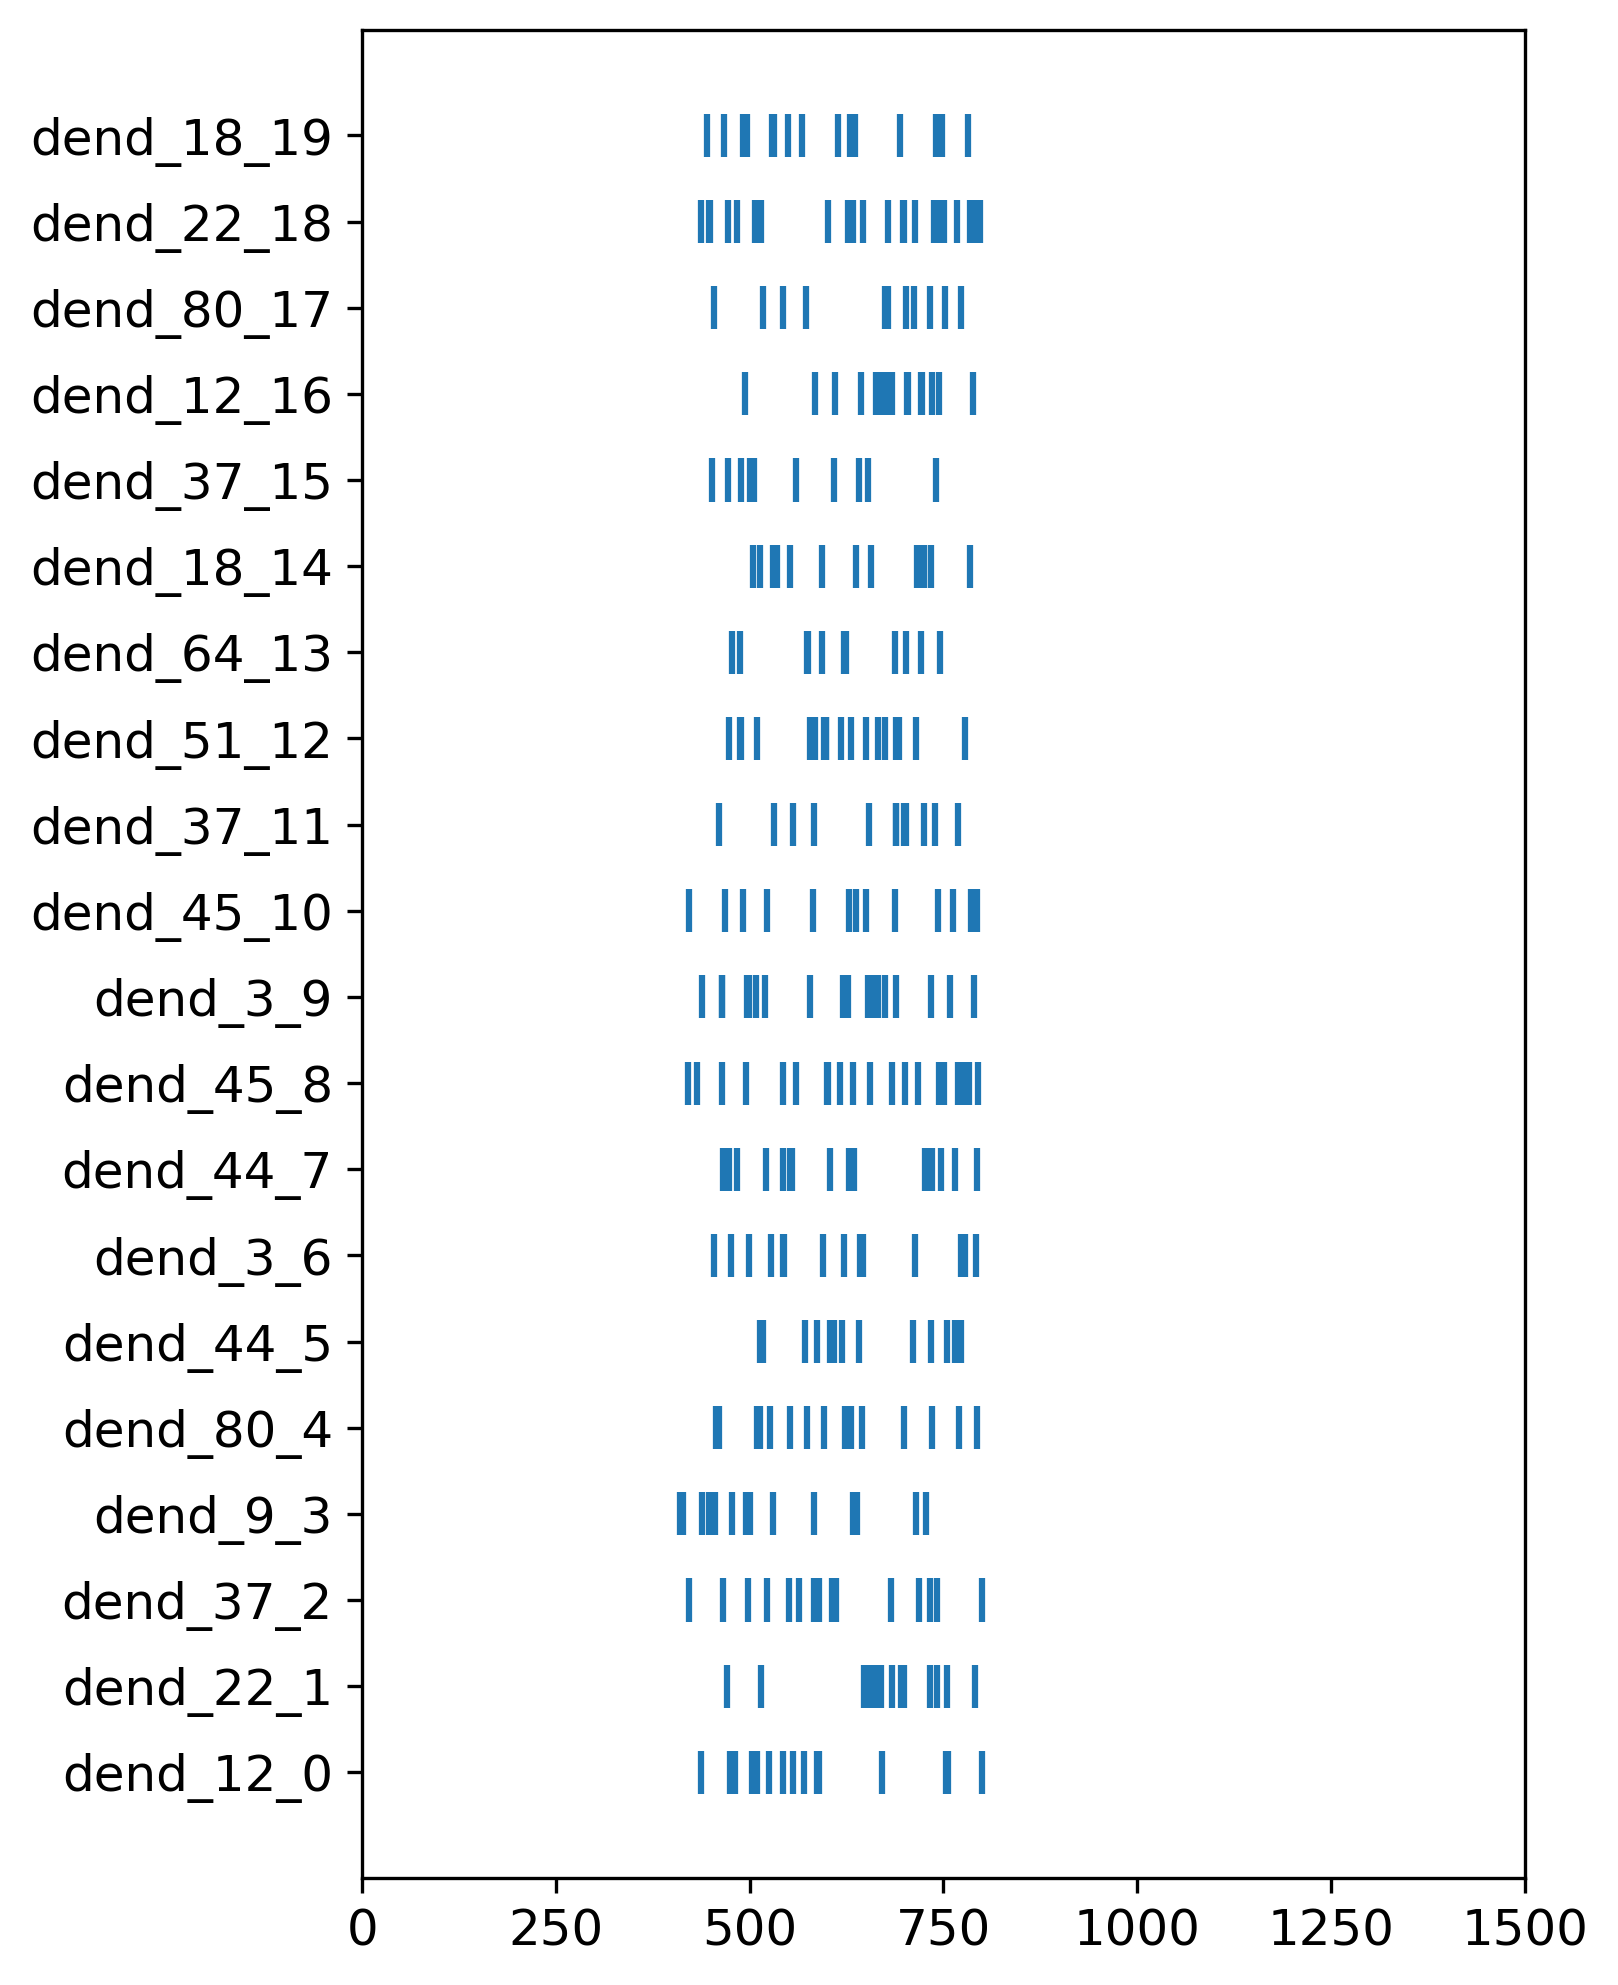 dend_18_19
dend_22_18
dend_80_17
dend_12_16
dend_37_15
dend_18_14
dend_64_13
dend_51_12
dend_37_11
dend_45_10
dend_3_9
dend_45_8
dend_44_7
dend_3_6
dend_44_5
dend_80_4
dend_9_3
dend_37_2
dend_22_1
dend_12_0
0 250 500 750 1000 1250 1500